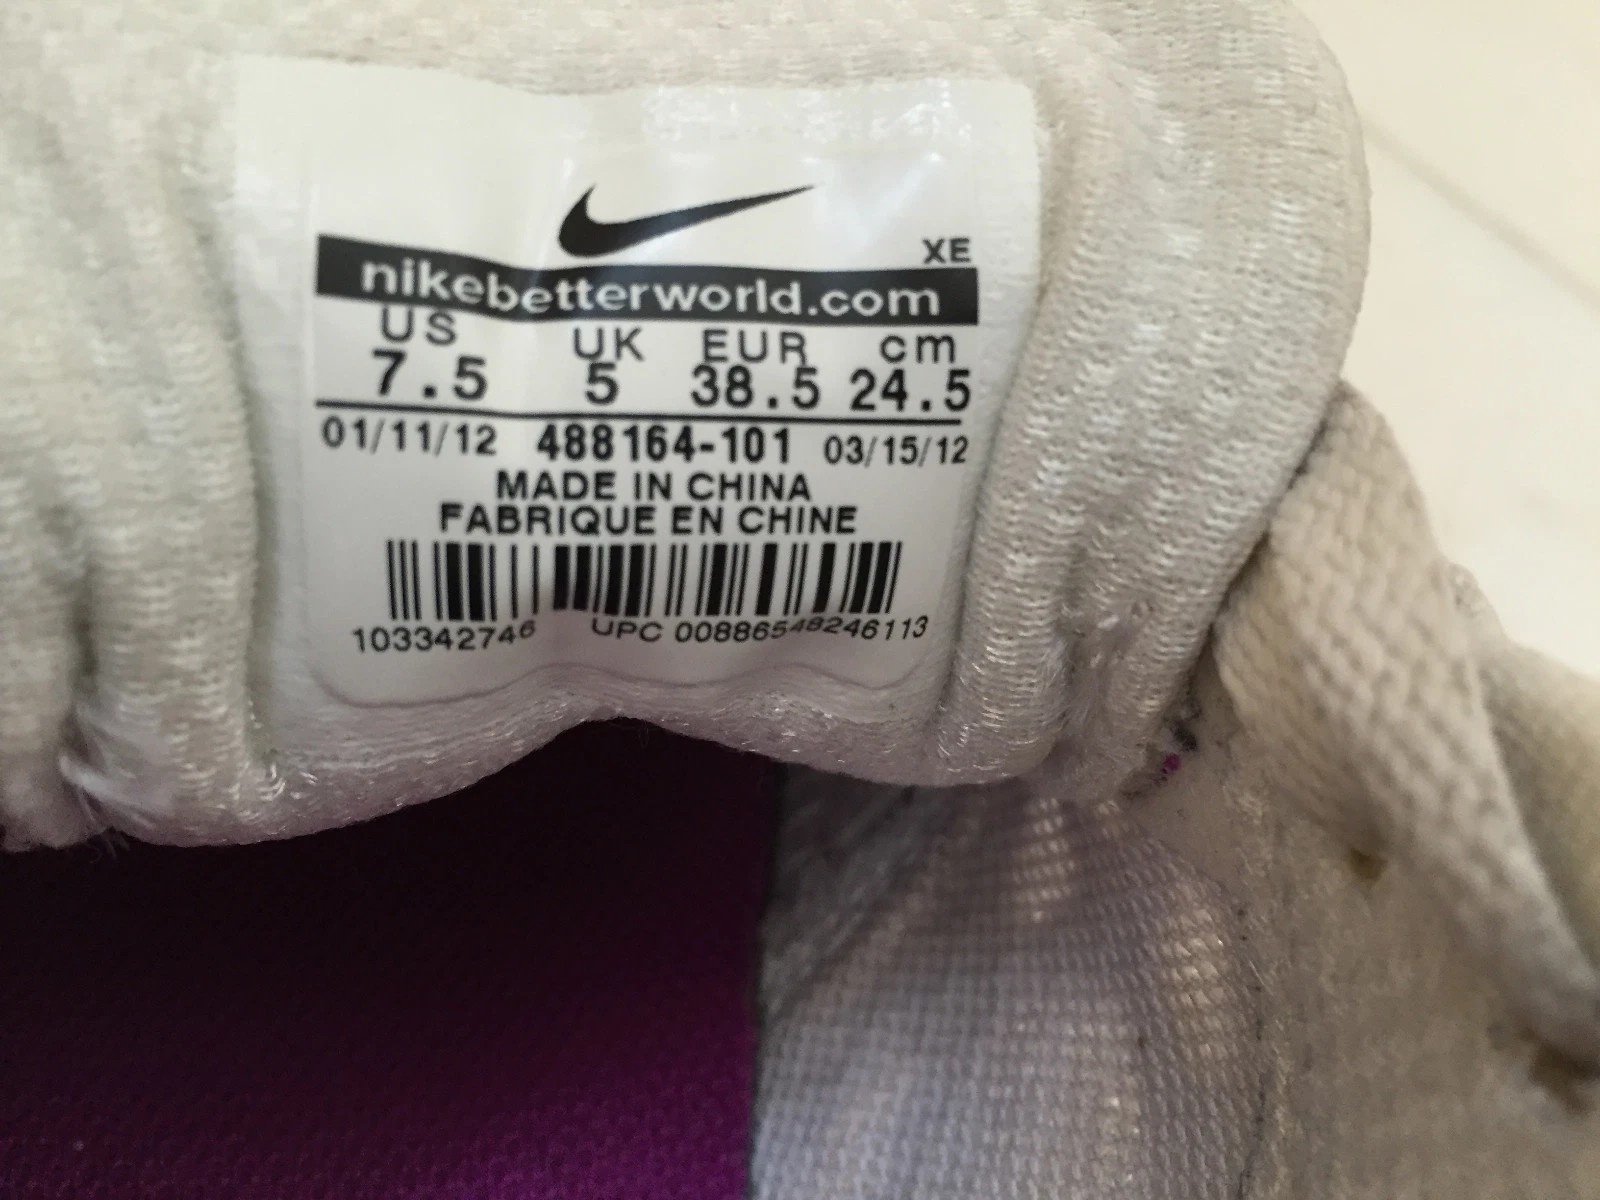 XE
nikebetterworld.com
US UK EUR cm
7.5 5 38.5 24.5
01/11/12 488164-101 03/15/12
MADE IN CHINA
FABRIQUE EN CHINE
1033342746 UPC 00886548246113